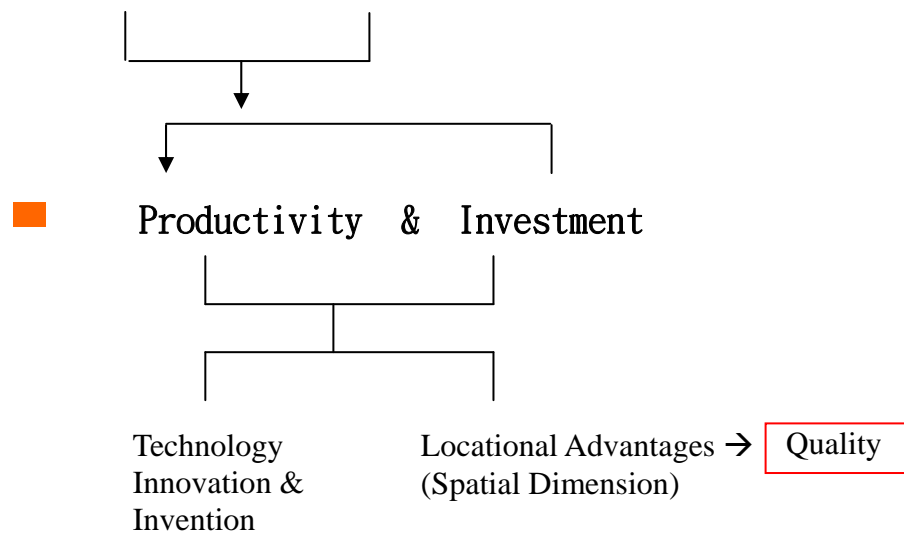 Productivity & Investment
Technology
Innovation &
Invention
Locational Advantages →
(Spatial Dimension)
Quality